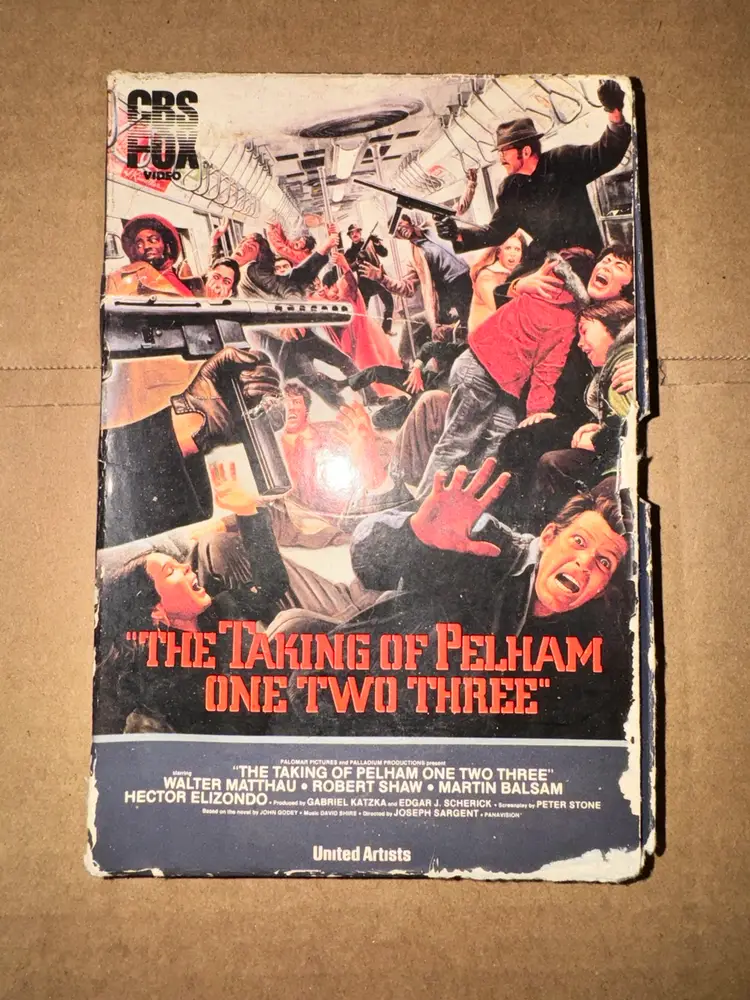 CBS
FOX
VIDEO
"THE TAKING OF PELHAM
ONE TWO THREE"
PALOMAR PICTURES and PALLADIUM PRODUCTIONS present
starring "THE TAKING OF PELHAM ONE TWO THREE"
WALTER MATTHAU • ROBERT SHAW • MARTIN BALSAM
HECTOR ELIZONDO • Produced by GABRIEL KATZKA and EDGAR J. SCHERICK • Screenplay by PETER STONE
Based on the novel by JOHN GODEY • Music DAVID SHIRE • Directed by JOSEPH SARGENT • PANAVISION®
United Artists